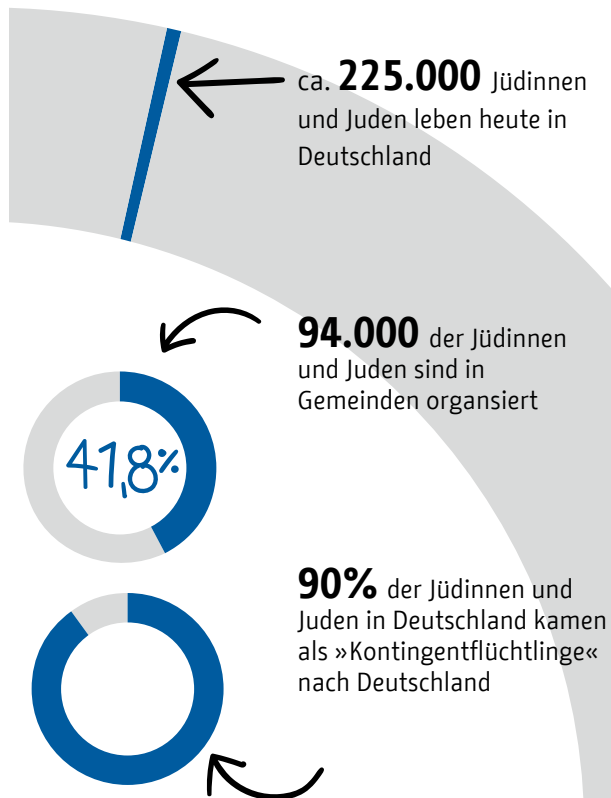 ca. 225.000 Jüdinnen
und Juden leben heute in
Deutschland
94.000 der Jüdinnen
und Juden sind in
Gemeinden organsiert
41,8%
90% der Jüdinnen und
Juden in Deutschland kamen
als »Kontingentflüchtlinge«
nach Deutschland